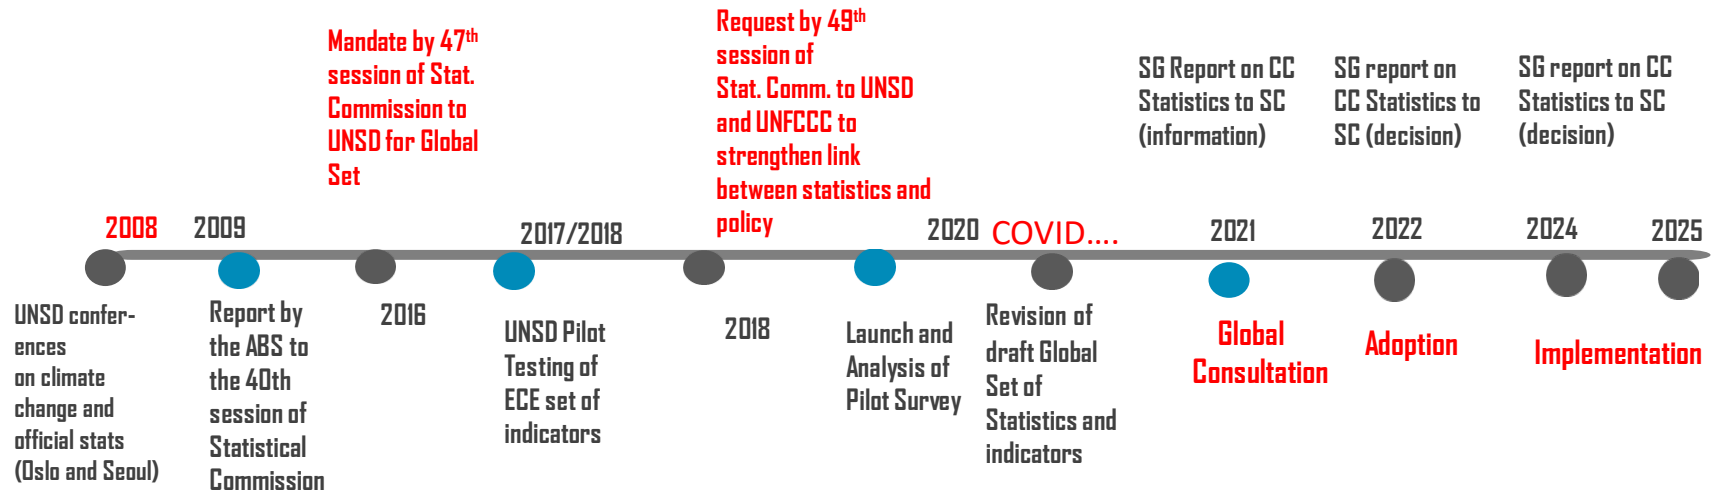 Mandate by 47th
session of Stat.
Commission to
UNSD for Global
Set
Request by 49th
session of
Stat. Comm. to UNSD
and UNFCCC to
strengthen link
between statistics and
policy
SG Report on CC
Statistics to SC
(information)
SG report on
CC Statistics to
SC (decision)
SG report on CC
Statistics to SC
(decision)
2008
2009
2017/2018
2020
COVID....
2021
2022
2024
2025
UNSD confer-
ences
on climate
change and
official stats
(Oslo and Seoul)
Report by
the ABS to
the 40th
session of
Statistical
Commission
2016
UNSD Pilot
Testing of
ECE set of
indicators
2018
Launch and
Analysis of
Pilot Survey
Revision of
draft Global
Set of
Statistics and
indicators
Global
Consultation
Adoption
Implementation